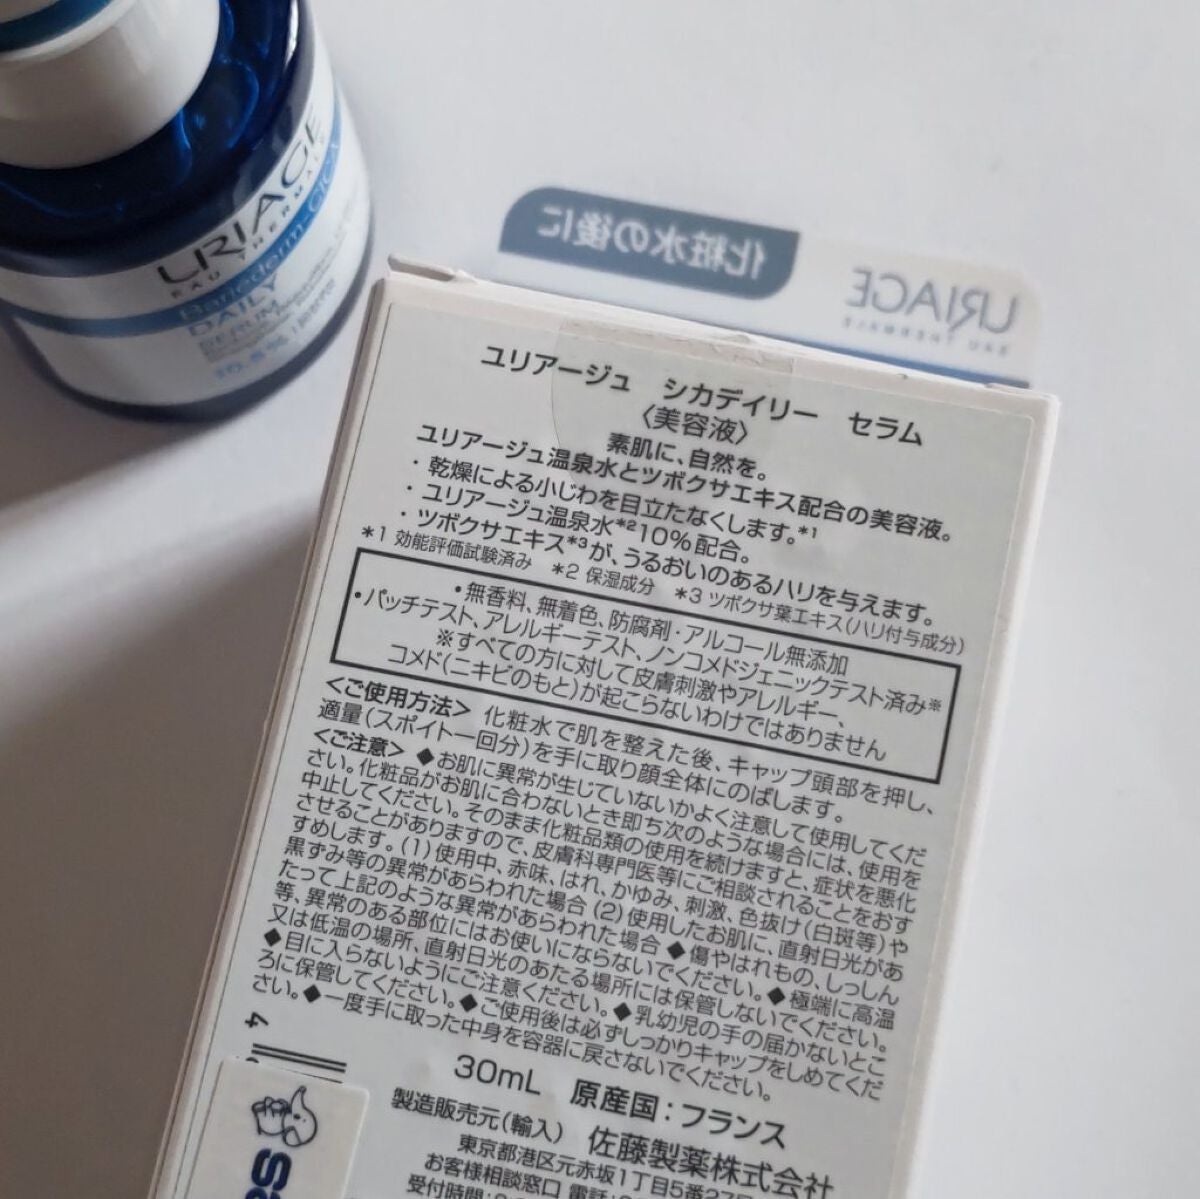 URIAGE
EAU THERMALE
Bariéderm-CICA
DAILY
SERUM
化粧水の後に
URIAGE
EAU THERMALE
ユリアージュ シカデイリー セラム
〈美容液〉
素肌に、自然を。
ユリアージュ温泉水とツボクサエキス配合の美容液。
・乾燥による小じわを目立たなくします。*1
・ユリアージュ温泉水*2 10%配合。
・ツボクサエキス*3が、うるおいのあるハリを与えます。
*1 効能評価試験済み *2 保湿成分 *3 ツボクサ葉エキス(ハリ付与成分)
・無香料、無着色、防腐剤・アルコール無添加
・パッチテスト、アレルギーテスト、ノンコメドジェニックテスト済み※
※すべての方に対して皮膚刺激やアレルギー、
コメド(ニキビのもと)が起こらないわけではありません
<ご使用方法> 化粧水で肌を整えた後、キャップ頭部を押し、
適量(スポイト一回分)を手に取り顔全体にのばします。
<ご注意> ◆お肌に異常が生じていないかよく注意して使用してくだ
さい。化粧品がお肌に合わないとき即ち次のような場合には、使用を
中止してください。そのまま化粧品類の使用を続けますと、症状を悪化
させることがありますので、皮膚科専門医等にご相談されることをおす
すめします。(1)使用中、赤味、はれ、かゆみ、刺激、色抜け(白斑等)や
黒ずみ等の異常があらわれた場合(2)使用したお肌に、直射日光があ
たって上記のような異常があらわれた場合 ◆傷やはれもの、しっしん
等、異常のある部位にはお使いにならないでください。◆極端に高温
又は低温の場所、直射日光のあたる場所には保管しないでください。
◆目に入らないようにご注意ください。◆乳幼児の手の届かないとこ
ろに保管してください。◆ご使用後は必ずしっかりキャップをしめてくだ
さい。◆一度手に取った中身を容器に戻さないでください。
30mL 原産国:フランス
製造販売元(輸入) 佐藤製薬株式会社
東京都港区元赤坂1丁目5番27
お客様相談窓口 電話
受付時間:
4